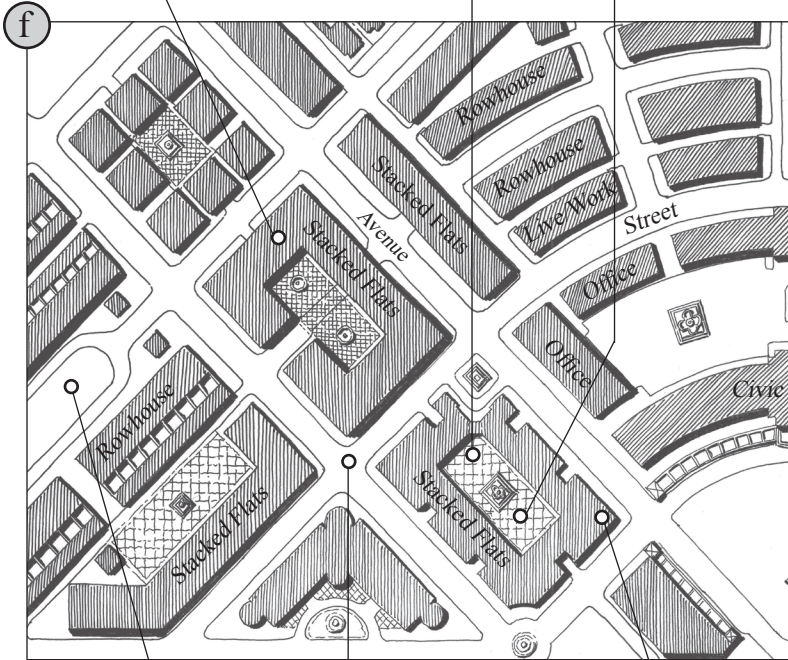 f
Rowhouse
Rowhouse
Live Work
Stacked Flats
Street
Avenue
Stacked Flats
Office
Office
Civic
Rowhouse
Stacked Flats
Stacked Flats